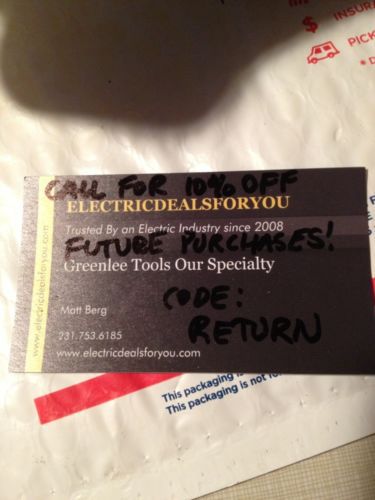 $ INSUR
PICK
* D
CALL FOR 10% OFF
ELECTRICDEALSFORYOU
Trusted By an Electric Industry since 2008
FUTURE PURCHASES!
Greenlee Tools Our Specialty
CODE:
Matt Berg
RETURN
231.753.6185
www.electricdealsforyou.com
www.electricdealsforyou.com
This packaging is
This packaging is not